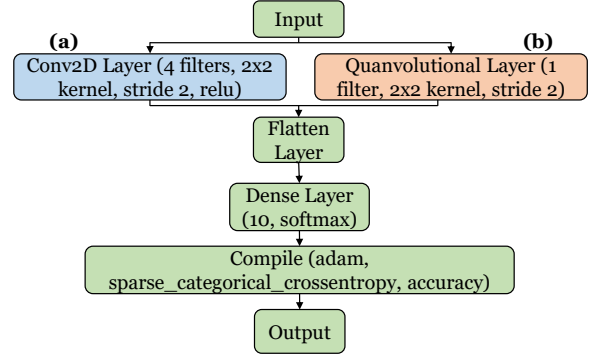 Input
(a)
(b)
Conv2D Layer (4 filters, 2x2
kernel, stride 2, relu)
Quanvolutional Layer (1
filter, 2x2 kernel, stride 2)
Flatten
Layer
Dense Layer
(10, softmax)
Compile (adam,
sparse_categorical_crossentropy, accuracy)
Output